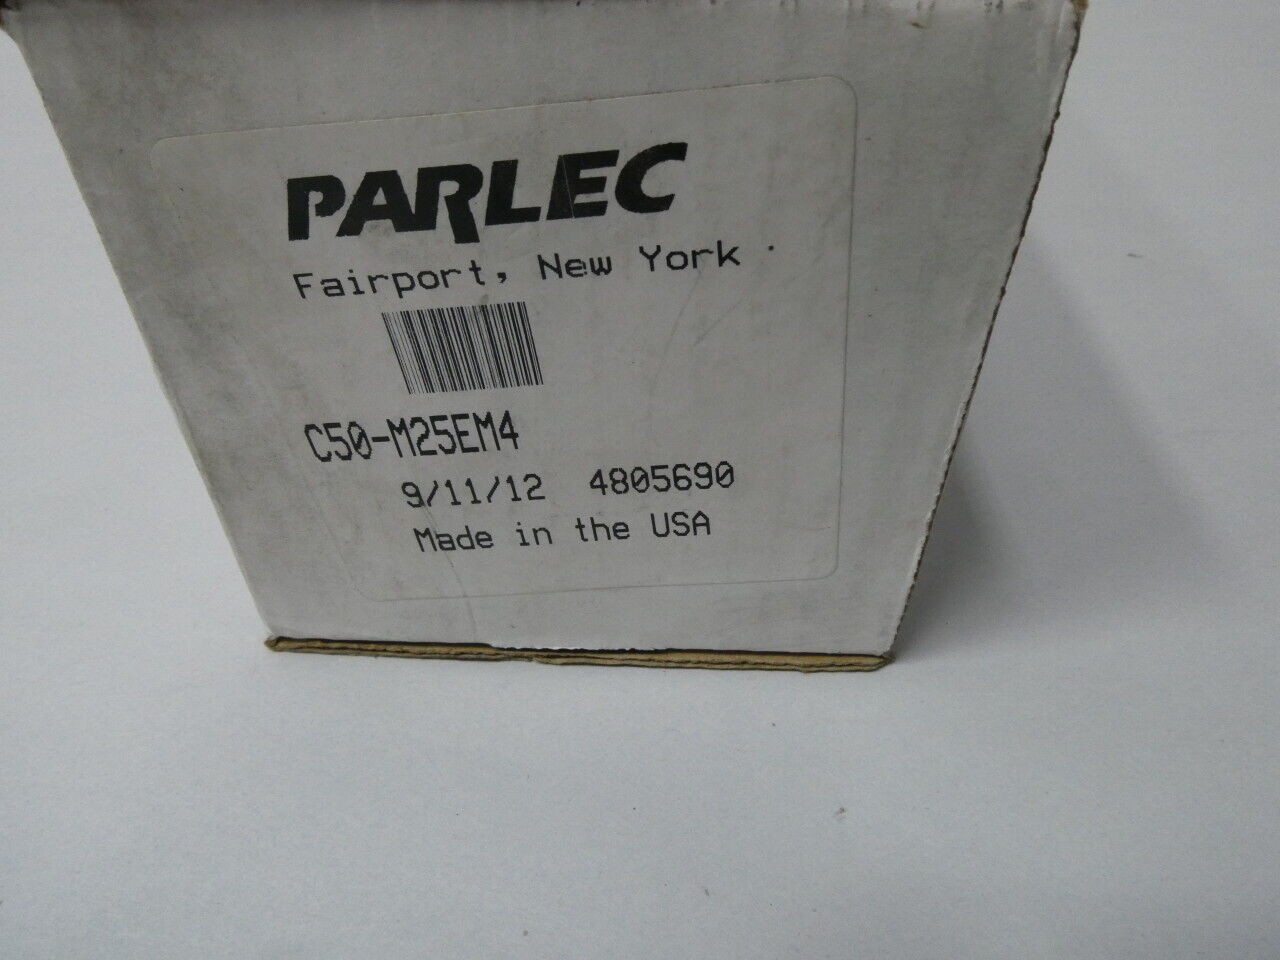 PARLEC
Fairport, New York
C50-M25EM4
9/11/12 4805690
Made in the USA